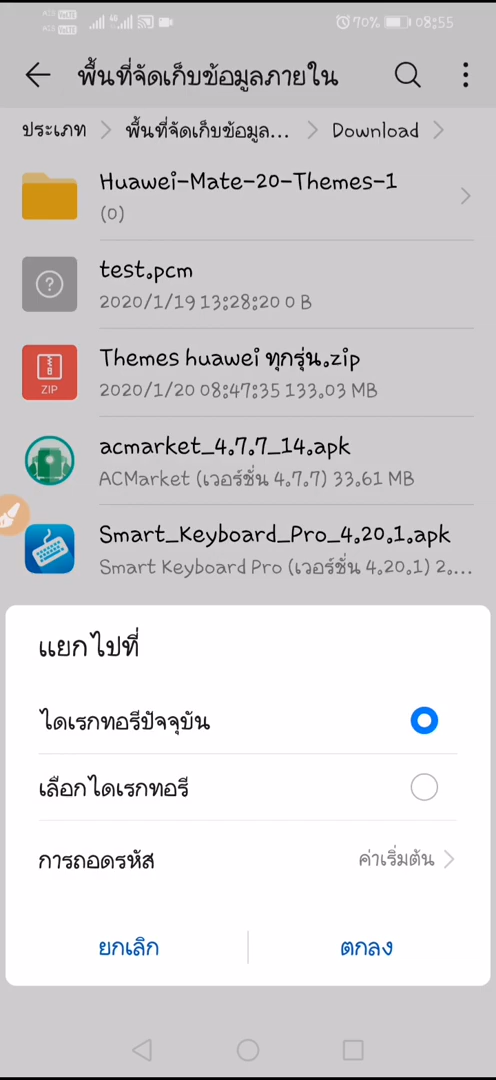 70% 08:55
พื้นที่จัดเก็บข้อมูลภายใน
ประเภท พื้นที่จัดเก็บข้อมูล... Download
Huawei-Mate-20-Themes-1
(0)
test.pcm
2020/1/19 13:28:20 0 B
Themes huawei ทุกรุ่น.zip
ZIP
2020/1/20 08:47:35 133.03 MB
acmarket_4.7.7_14.apk
ACMarket (เวอร์ชั่น 4.7.7) 33.61 MB
Smart_Keyboard_Pro_4.20.1.apk
Smart Keyboard Pro (เวอร์ชั่น 4.20.1) 2....
แยกไปที่
ไดเรกทอรีปัจจุบัน
เลือกไดเรกทอรี
การถอดรหัส ค่าเริ่มต้น
ยกเลิก ตกลง